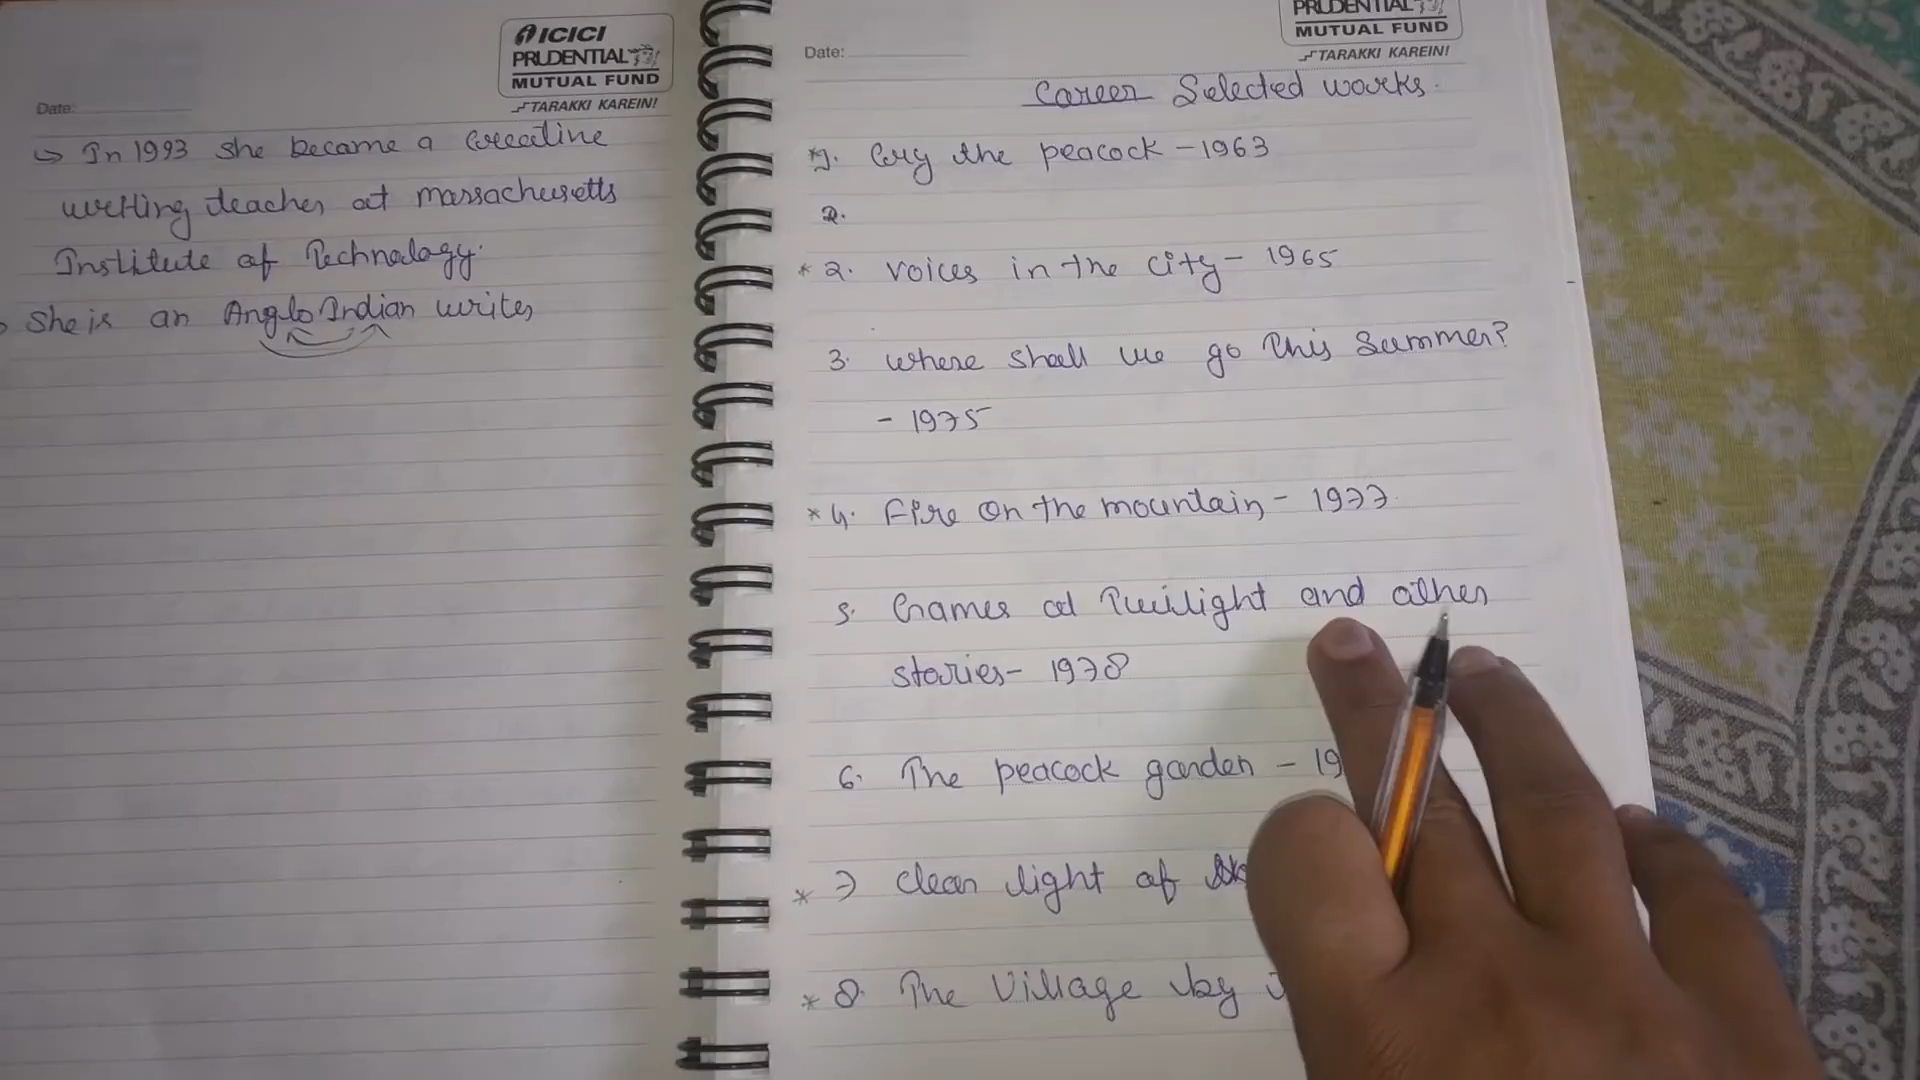 ICICI
PRUDENTIAL
MUTUAL FUND
TARAKKI KAREIN!
Date:
In 1993 she became a creative
writing teacher at massachusetts
Institute of Technology.
She is an Anglo Indian writer
PRUDENTIAL
MUTUAL FUND
TARAKKI KAREIN!
Date:
Career Selected works.
*1. Cry the peacock - 1963
2.
* 2. voices in the city - 1965
3. where shall we go This Summer?
- 1975
* 4. Fire on the mountain - 1977.
5. Games at Twilight and other
stories - 1978
6. The peacock garden - 19
* 7 clear light of
* 8. The Village by